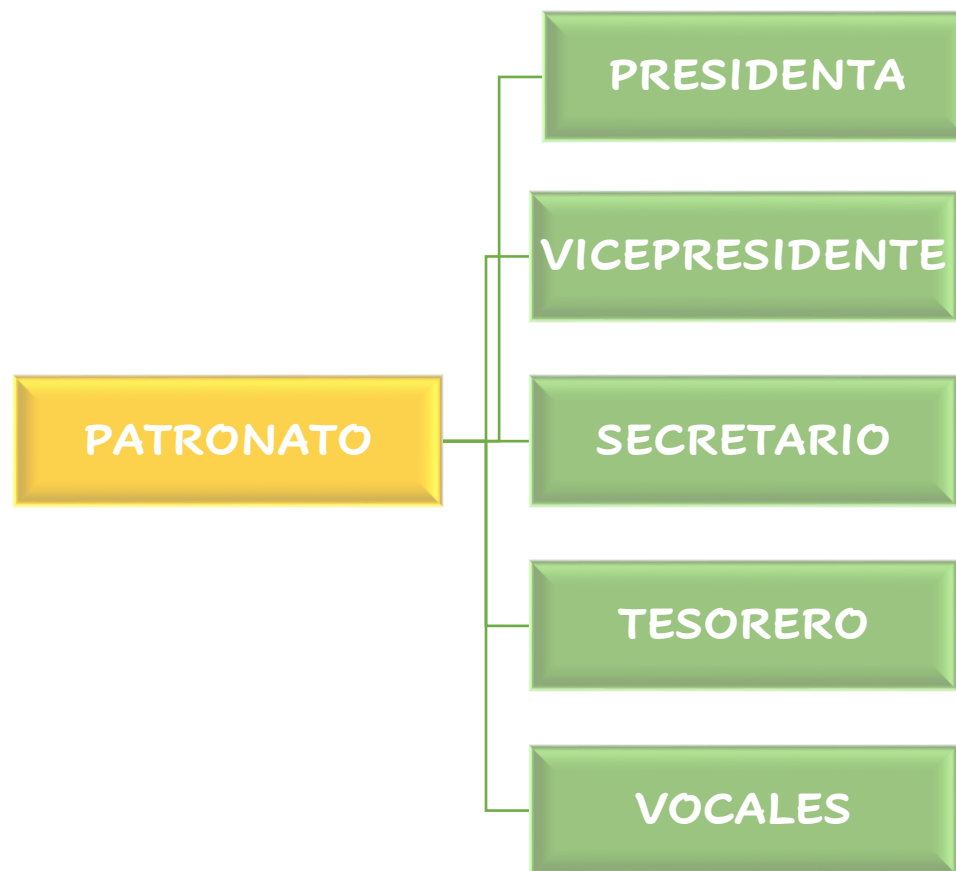 PRESIDENTA
VICEPRESIDENTE
PATRONATO
SECRETARIO
TESORERO
VOCALES